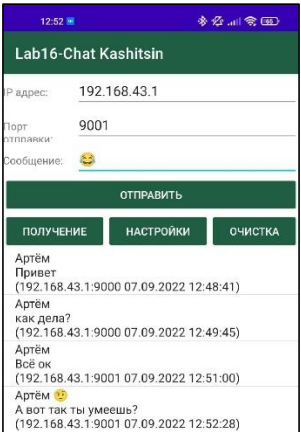 12:52
Lab16-Chat Kashitsin
IP адрес: 192.168.43.1
Порт отправки: 9001
Сообщение: 😂
ОТПРАВИТЬ
ПОЛУЧЕНИЕ НАСТРОЙКИ ОЧИСТКА
Артём
Привет
(192.168.43.1:9000 07.09.2022 12:48:41)
Артём
как дела?
(192.168.43.1:9000 07.09.2022 12:49:45)
Артём
Всё ок
(192.168.43.1:9001 07.09.2022 12:51:00)
Артём 🤨
А вот так ты умеешь?
(192.168.43.1:9001 07.09.2022 12:52:28)